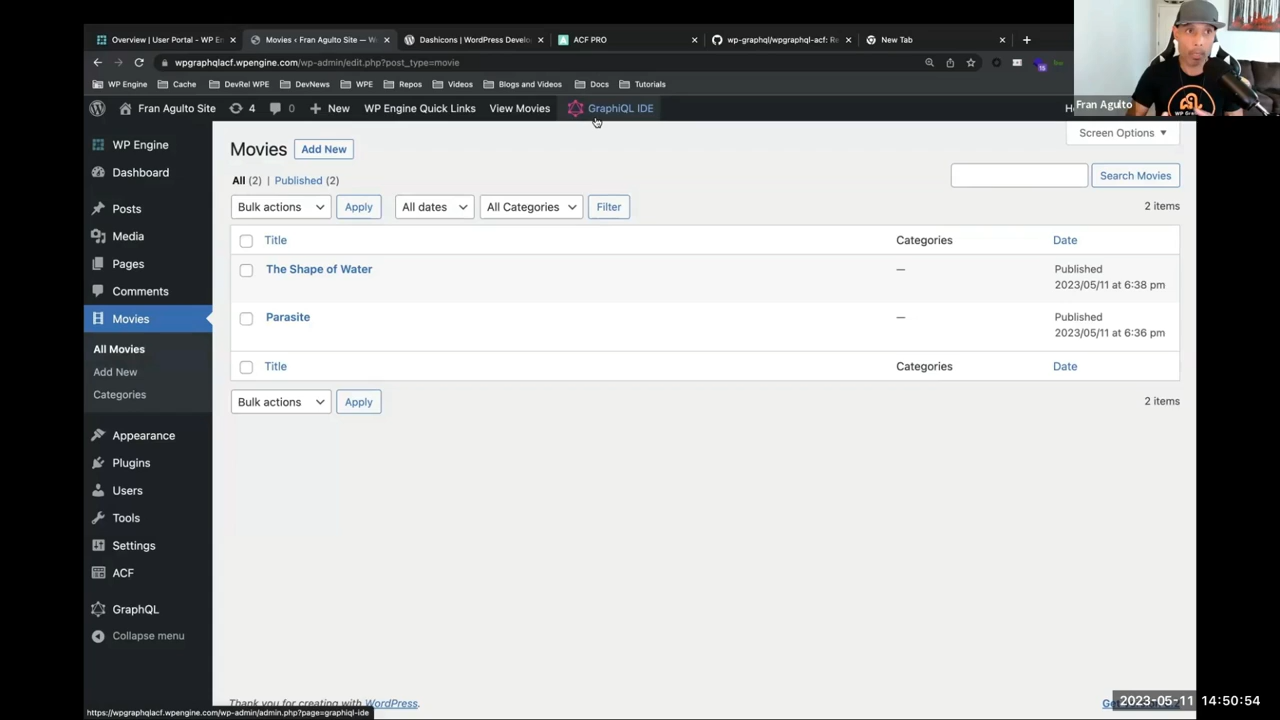 Overview | User Portal - WP En
Movies ‹ Fran Agulto Site — W
Dashicons | WordPress Develo
ACF PRO
wp-graphql/wpgraphql-acf: Re
New Tab
wpgraphqlacf.wpengine.com/wp-admin/edit.php?post_type=movie
WP Engine
Cache
DevRel WPE
DevNews
WPE
Repos
Videos
Blogs and Videos
Docs
Tutorials
Fran Agulto Site
4
0
New
WP Engine Quick Links
View Movies
GraphiQL IDE
Fran Agulto
WP Engine
Dashboard
Posts
Media
Pages
Comments
Movies
All Movies
Add New
Categories
Appearance
Plugins
Users
Tools
Settings
ACF
GraphQL
Collapse menu
Screen Options
Movies
Add New
All (2) | Published (2)
Search Movies
Bulk actions
Apply
All dates
All Categories
Filter
2 items
Title
Categories
Date
The Shape of Water
—
Published
2023/05/11 at 6:38 pm
Parasite
—
Published
2023/05/11 at 6:36 pm
Title
Categories
Date
Bulk actions
Apply
2 items
Thank you for creating with WordPress.
2023-05-11 14:50:54
https://wpgraphqlacf.wpengine.com/wp-admin/admin.php?page=graphiql-ide